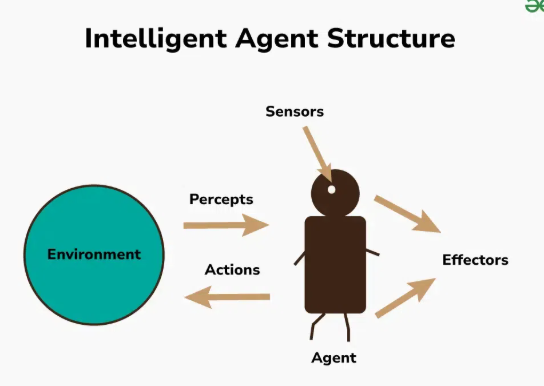 Intelligent Agent Structure
Sensors
Percepts
Environment
Actions
Effectors
Agent